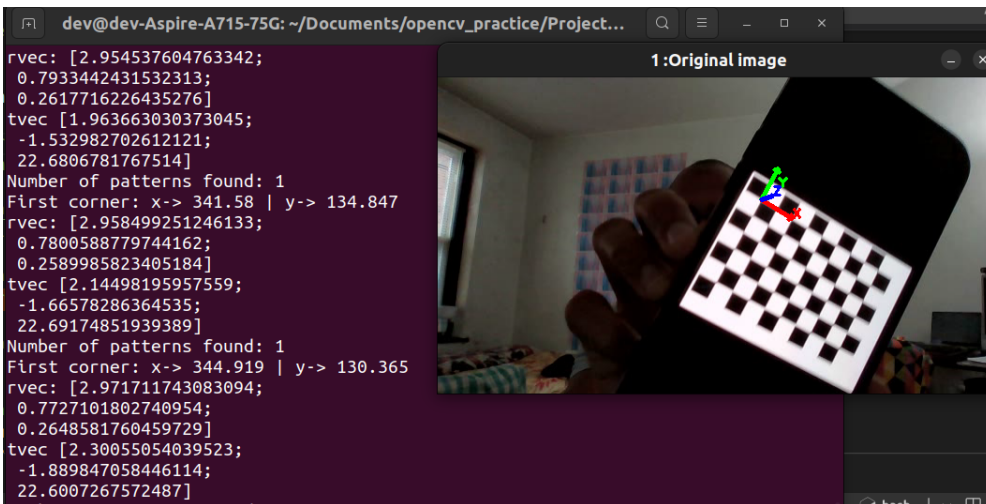 dev@dev-Aspire-A715-75G: ~/Documents/opencv_practice/Project...
rvec: [2.954537604763342;
0.7933442431532313;
0.2617716226435276]
tvec [1.963663030373045;
-1.532982702612121;
22.6806781767514]
Number of patterns found: 1
First corner: x-> 341.58 | y-> 134.847
rvec: [2.958499251246133;
0.7800588779744162;
0.2589985823405184]
tvec [2.14498195957559;
-1.66578286364535;
22.69174851939389]
Number of patterns found: 1
First corner: x-> 344.919 | y-> 130.365
rvec: [2.971711743083094;
0.7727101802740954;
0.2648581760459729]
tvec [2.30055054039523;
-1.889847058446114;
22.6007267572487]
1 :Original image
Y
Z
X
bash